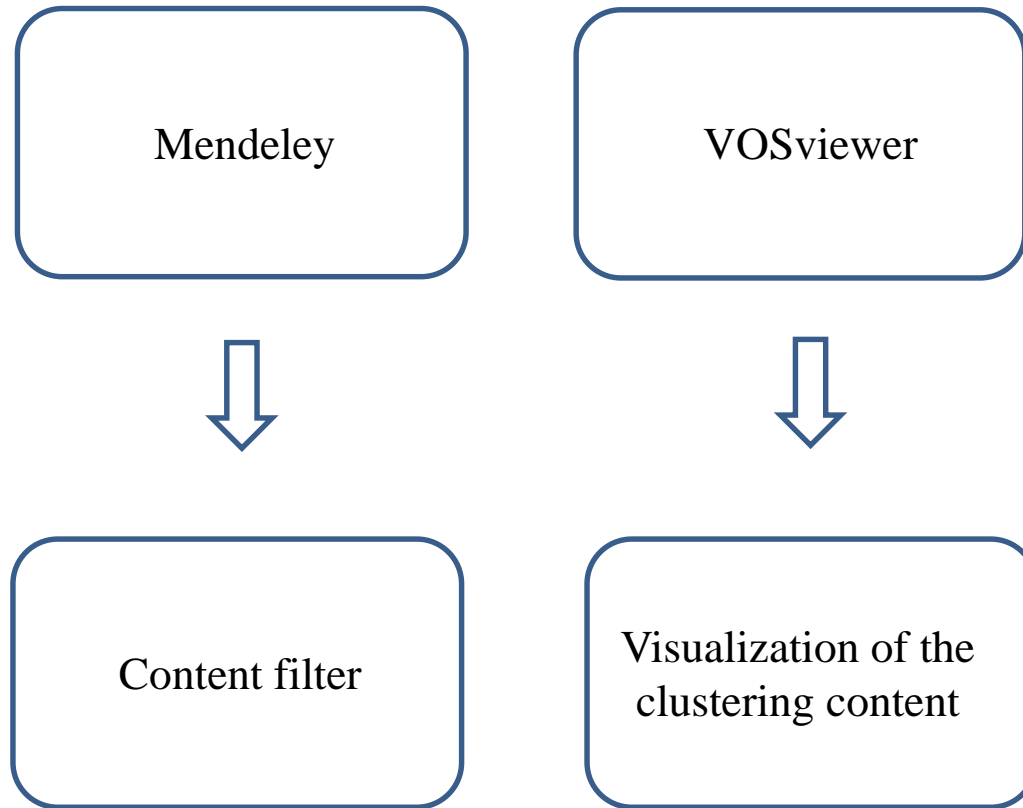 Mendeley
VOSviewer
Content filter
Visualization of the
clustering content